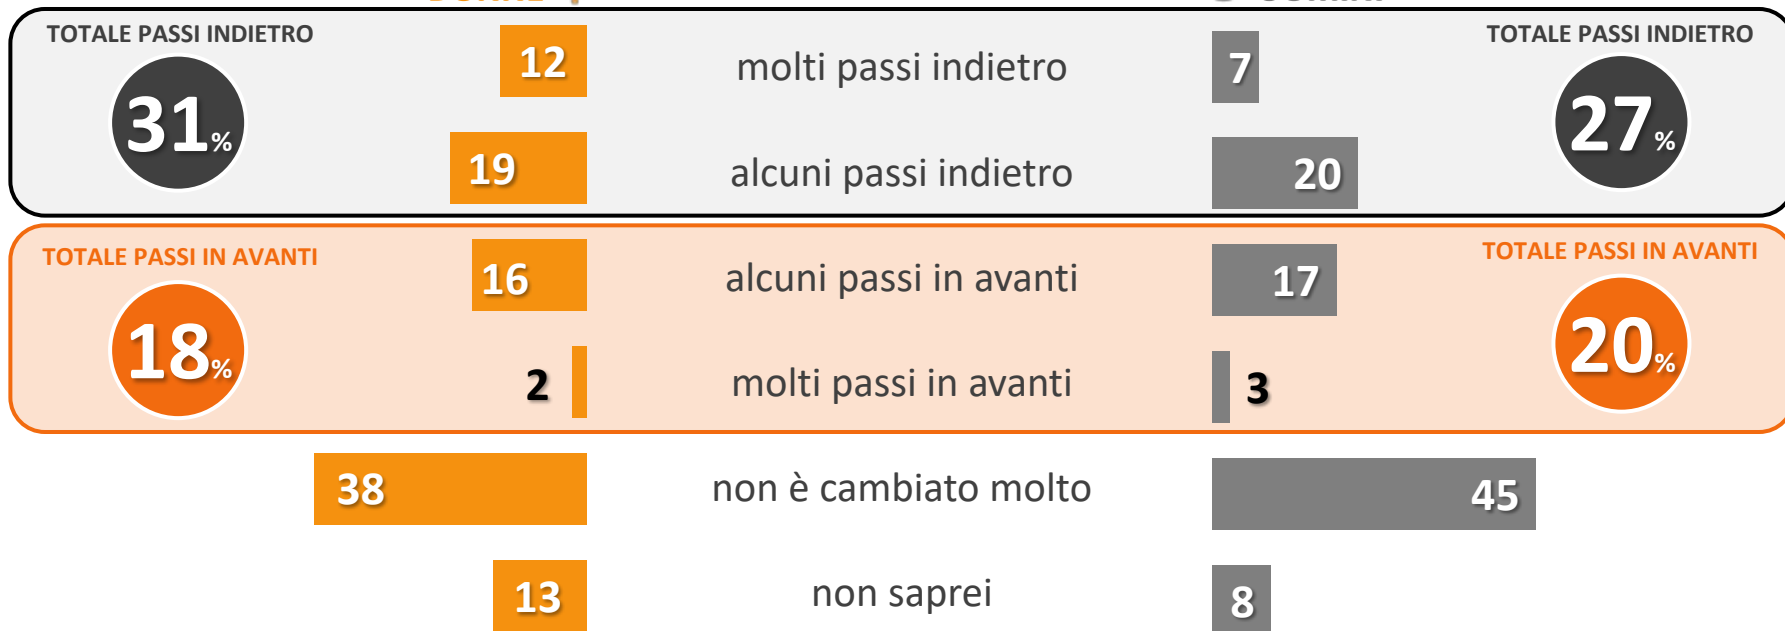 TOTALE PASSI INDIETRO
31%
12
molti passi indietro
7
TOTALE PASSI INDIETRO
27%
19
alcuni passi indietro
20
TOTALE PASSI IN AVANTI
18%
16
alcuni passi in avanti
17
TOTALE PASSI IN AVANTI
20%
2
molti passi in avanti
3
38
non è cambiato molto
45
13
non saprei
8